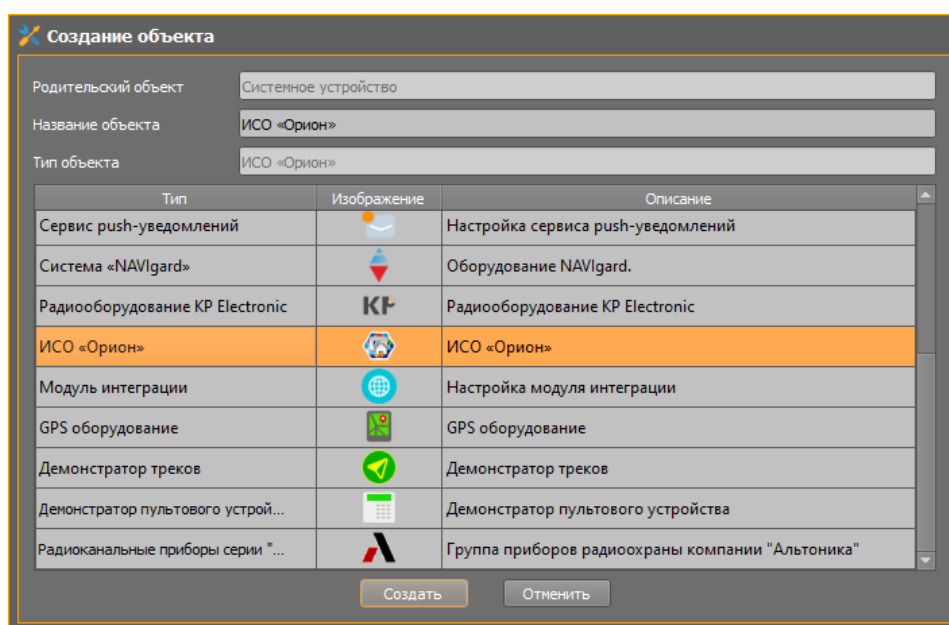 Создание объекта
Родительский объект Системное устройство
Название объекта ИСО «Орион»
Тип объекта ИСО «Орион»
Тип Изображение Описание
Сервис push-уведомлений Настройка сервиса push-уведомлений
Система «NAVIgard» Оборудование NAVIgard.
Радиооборудование KP Electronic KP Радиооборудование KP Electronic
ИСО «Орион» ИСО «Орион»
Модуль интеграции Настройка модуля интеграции
GPS оборудование GPS оборудование
Демонстратор треков Демонстратор треков
Демонстратор пультового устрой... Демонстратор пультового устройства
Радиоканальные приборы серии "... Группа приборов радиоохраны компании "Альтоника"
Создать Отменить